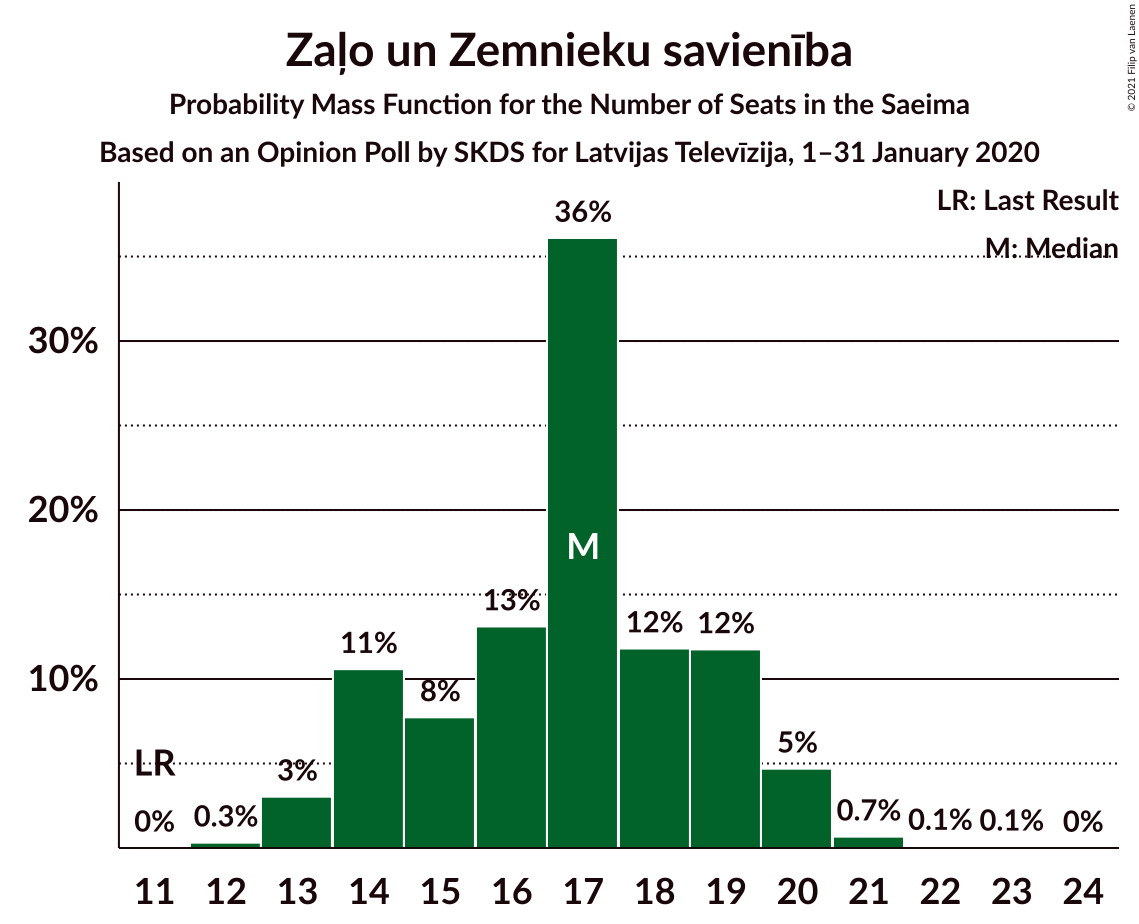 Zaļo un Zemnieku savienība
Probability Mass Function for the Number of Seats in the Saeima
Based on an Opinion Poll by SKDS for Latvijas Televīzija, 1–31 January 2020
© 2021 Filip van Laenen
LR: Last Result
M: Median
36%
30%
20%
10%
M
13%
12%
12%
11%
8%
5%
LR
3%
0%
0.3%
0.7%
0.1%
0.1%
0%
11 12 13 14 15 16 17 18 19 20 21 22 23 24